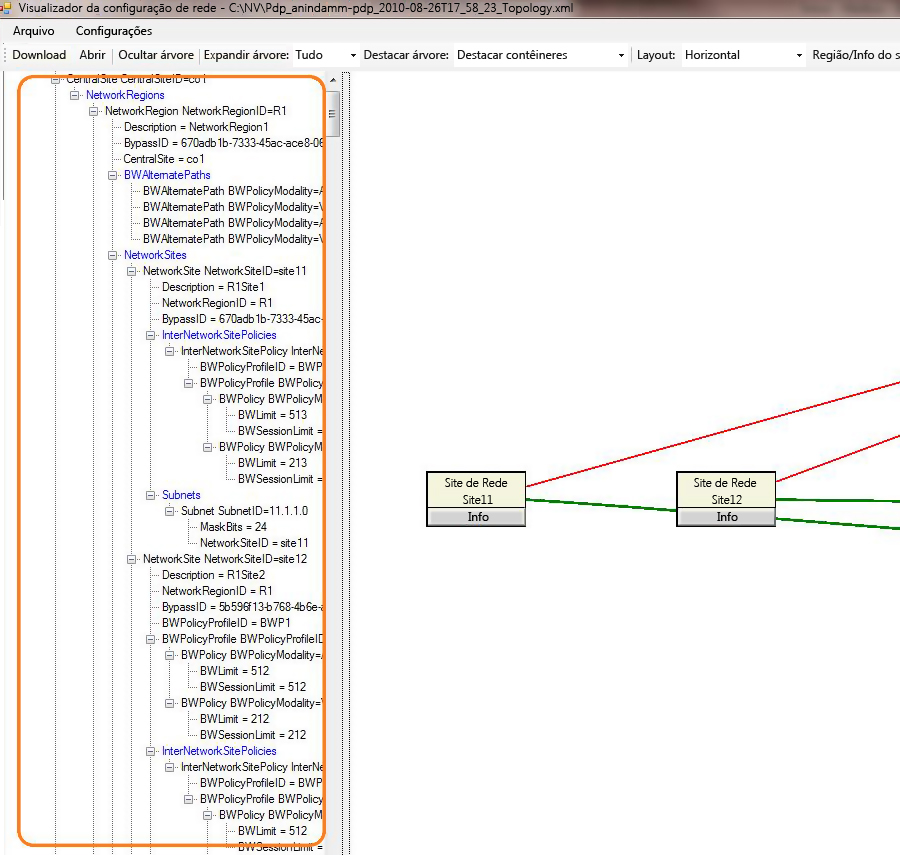 Visualizador da configuração de rede - C:\NV\Pdp_anindamm-pdp_2010-08-26T17_58_23_Topology.xml
Arquivo Configurações
Download Abrir Ocultar árvore Expandir árvore: Tudo Destacar árvore: Destacar contêineres Layout: Horizontal Região/Info do s
CentralSite CentralSiteID=co1
NetworkRegions
NetworkRegion NetworkRegionID=R1
Description = NetworkRegion1
BypassID = 670adb1b-7333-45ac-ace8-06
CentralSite = co1
BWAlternatePaths
BWAlternatePath BWPolicyModality=A
BWAlternatePath BWPolicyModality=V
BWAlternatePath BWPolicyModality=A
BWAlternatePath BWPolicyModality=V
NetworkSites
NetworkSite NetworkSiteID=site11
Description = R1Site1
NetworkRegionID = R1
BypassID = 670adb1b-7333-45ac-
InterNetworkSitePolicies
InterNetworkSitePolicy InterNe
BWPolicyProfileID = BWP
BWPolicyProfile BWPolicy
BWPolicy BWPolicyM
BWLimit = 513
BWSessionLimit =
BWPolicy BWPolicyM
BWLimit = 213
BWSessionLimit =
Subnets
Subnet SubnetID=11.1.1.0
MaskBits = 24
NetworkSiteID = site11
NetworkSite NetworkSiteID=site12
Description = R1Site2
NetworkRegionID = R1
BypassID = 5b596f13-b768-4b6e-a
BWPolicyProfileID = BWP1
BWPolicyProfile BWPolicyProfileID
BWPolicy BWPolicyModality=A
BWLimit = 512
BWSessionLimit = 512
BWPolicy BWPolicyModality=V
BWLimit = 212
BWSessionLimit = 212
InterNetworkSitePolicies
InterNetworkSitePolicy InterNe
BWPolicyProfileID = BWP
BWPolicyProfile BWPolicy
BWPolicy BWPolicyM
BWLimit = 512
BWSessionLimit =
Site de Rede
Site11
Info
Site de Rede
Site12
Info